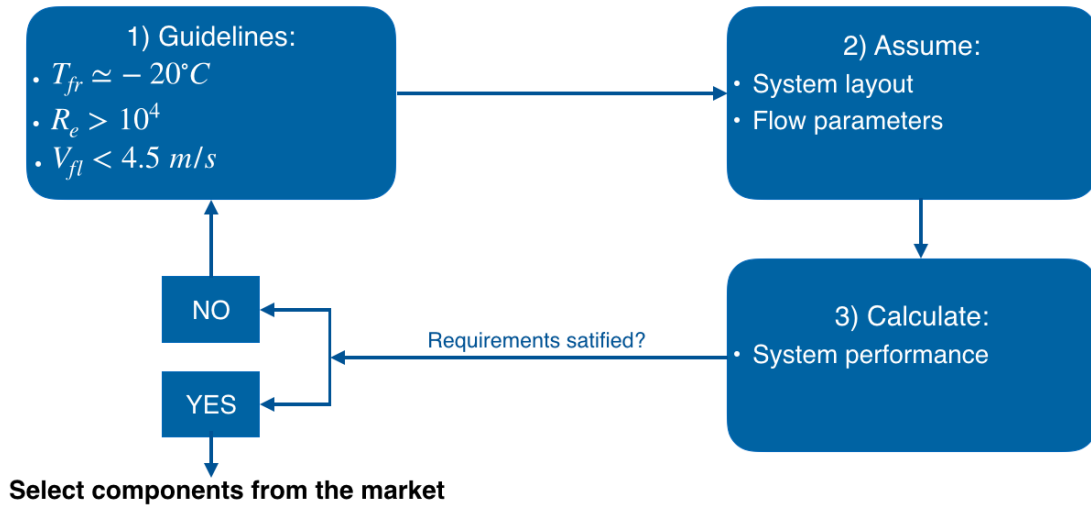 1) Guidelines:
• T_fr ≃ − 20°C
• R_e > 10^4
• V_fl < 4.5 m/s
2) Assume:
• System layout
• Flow parameters
3) Calculate:
• System performance
Requirements satified?
NO
YES
Select components from the market